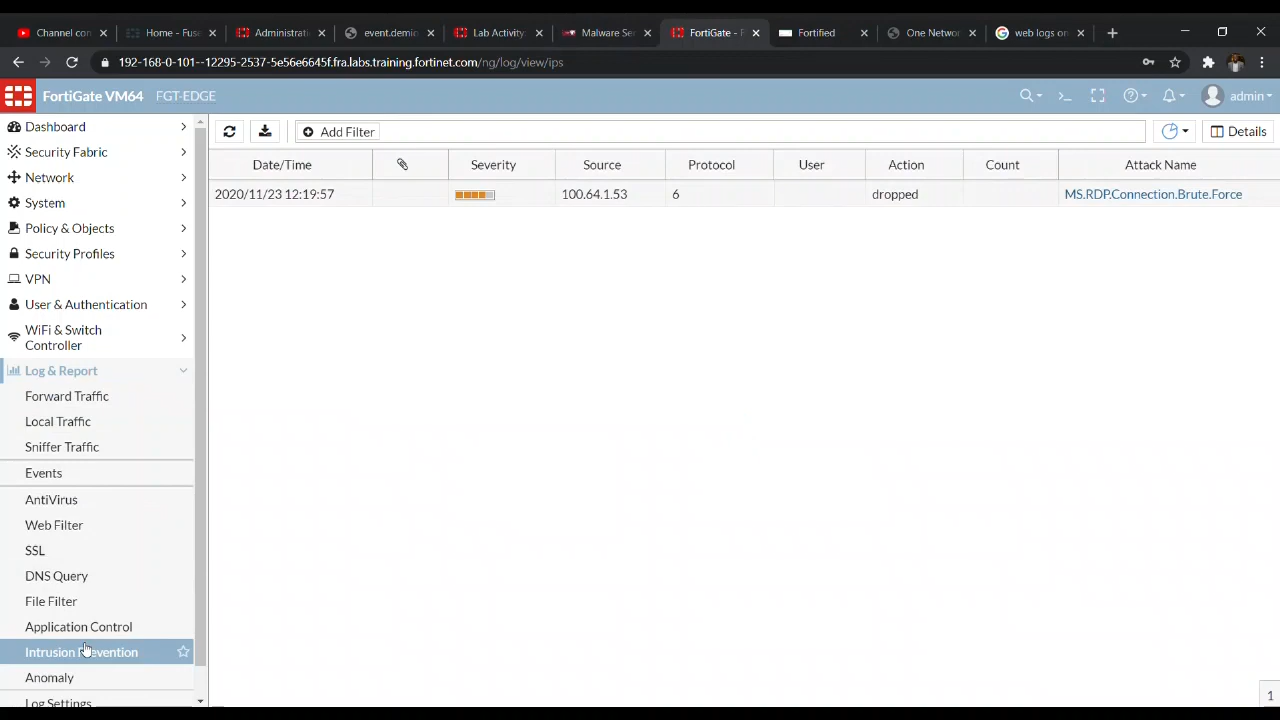 Channel con
Home - Fuse
Administrati
event.demio
Lab Activity
Malware Ser
FortiGate - F
Fortified
One Networ
web logs on
192-168-0-101--12295-2537-5e56e6645f.fra.labs.training.fortinet.com/ng/log/view/ips
FortiGate VM64
FGT-EDGE
admin
Dashboard
Security Fabric
Network
System
Policy & Objects
Security Profiles
VPN
User & Authentication
WiFi & Switch
Controller
Log & Report
Forward Traffic
Local Traffic
Sniffer Traffic
Events
AntiVirus
Web Filter
SSL
DNS Query
File Filter
Application Control
Intrusion Prevention
Anomaly
Log Settings
Add Filter
Details
Date/Time Severity Source Protocol User Action Count Attack Name
2020/11/23 12:19:57 100.64.1.53 6 dropped MS.RDP.Connection.Brute.Force
1